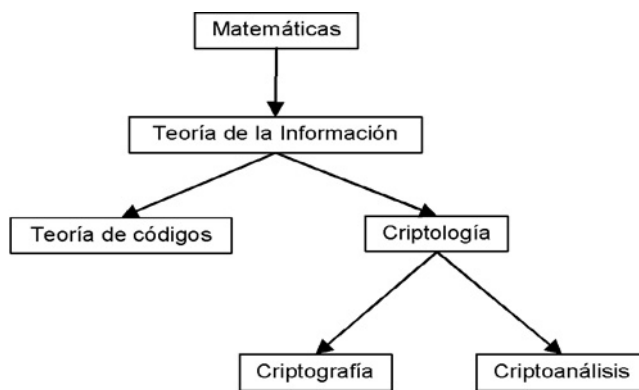 Matemáticas
Teoría de la Información
Teoría de códigos
Criptología
Criptografía
Criptoanálisis